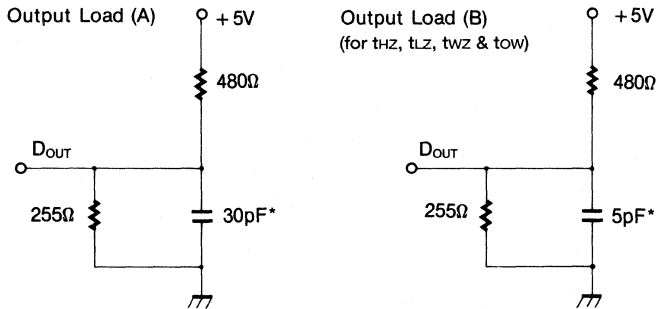 Output Load (A)
+5V
480Ω
DOUT
255Ω
30pF*
Output Load (B)
(for tHZ, tLZ, tWZ & tOW)
+5V
480Ω
DOUT
255Ω
5pF*